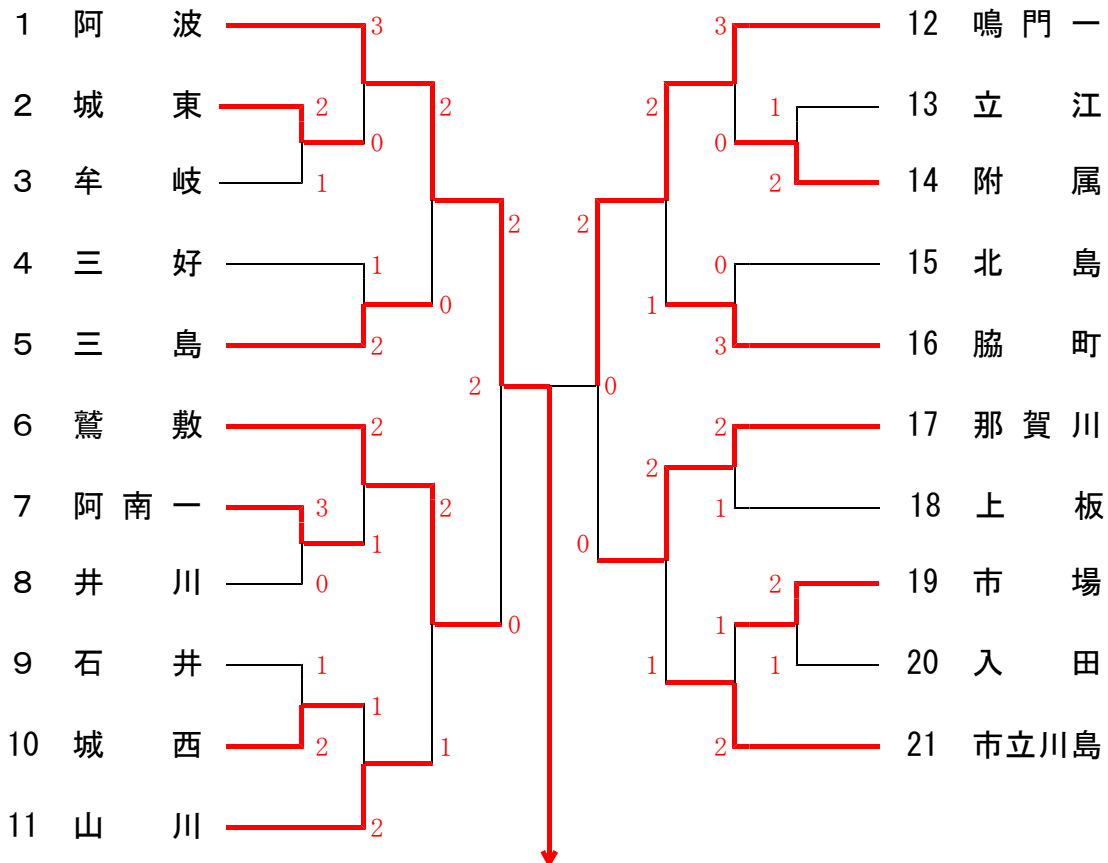 1 阿 波 3 3 12 鳴 門 一
2 城 東 2 2 2 1 13 立 江
0 0
3 牟 岐 1 2 14 附 属
2 2
4 三 好 1 0 15 北 島
0 1
5 三 島 2 3 16 脇 町
2 0
6 鷲 敷 2 2 17 那 賀 川
2
7 阿 南 一 3 2 1 18 上 板
1 0
8 井 川 0 2 19 市 場
0 1
9 石 井 1 1 1 20 入 田
1
10 城 西 2 1 2 21 市立川島
11 山 川 2